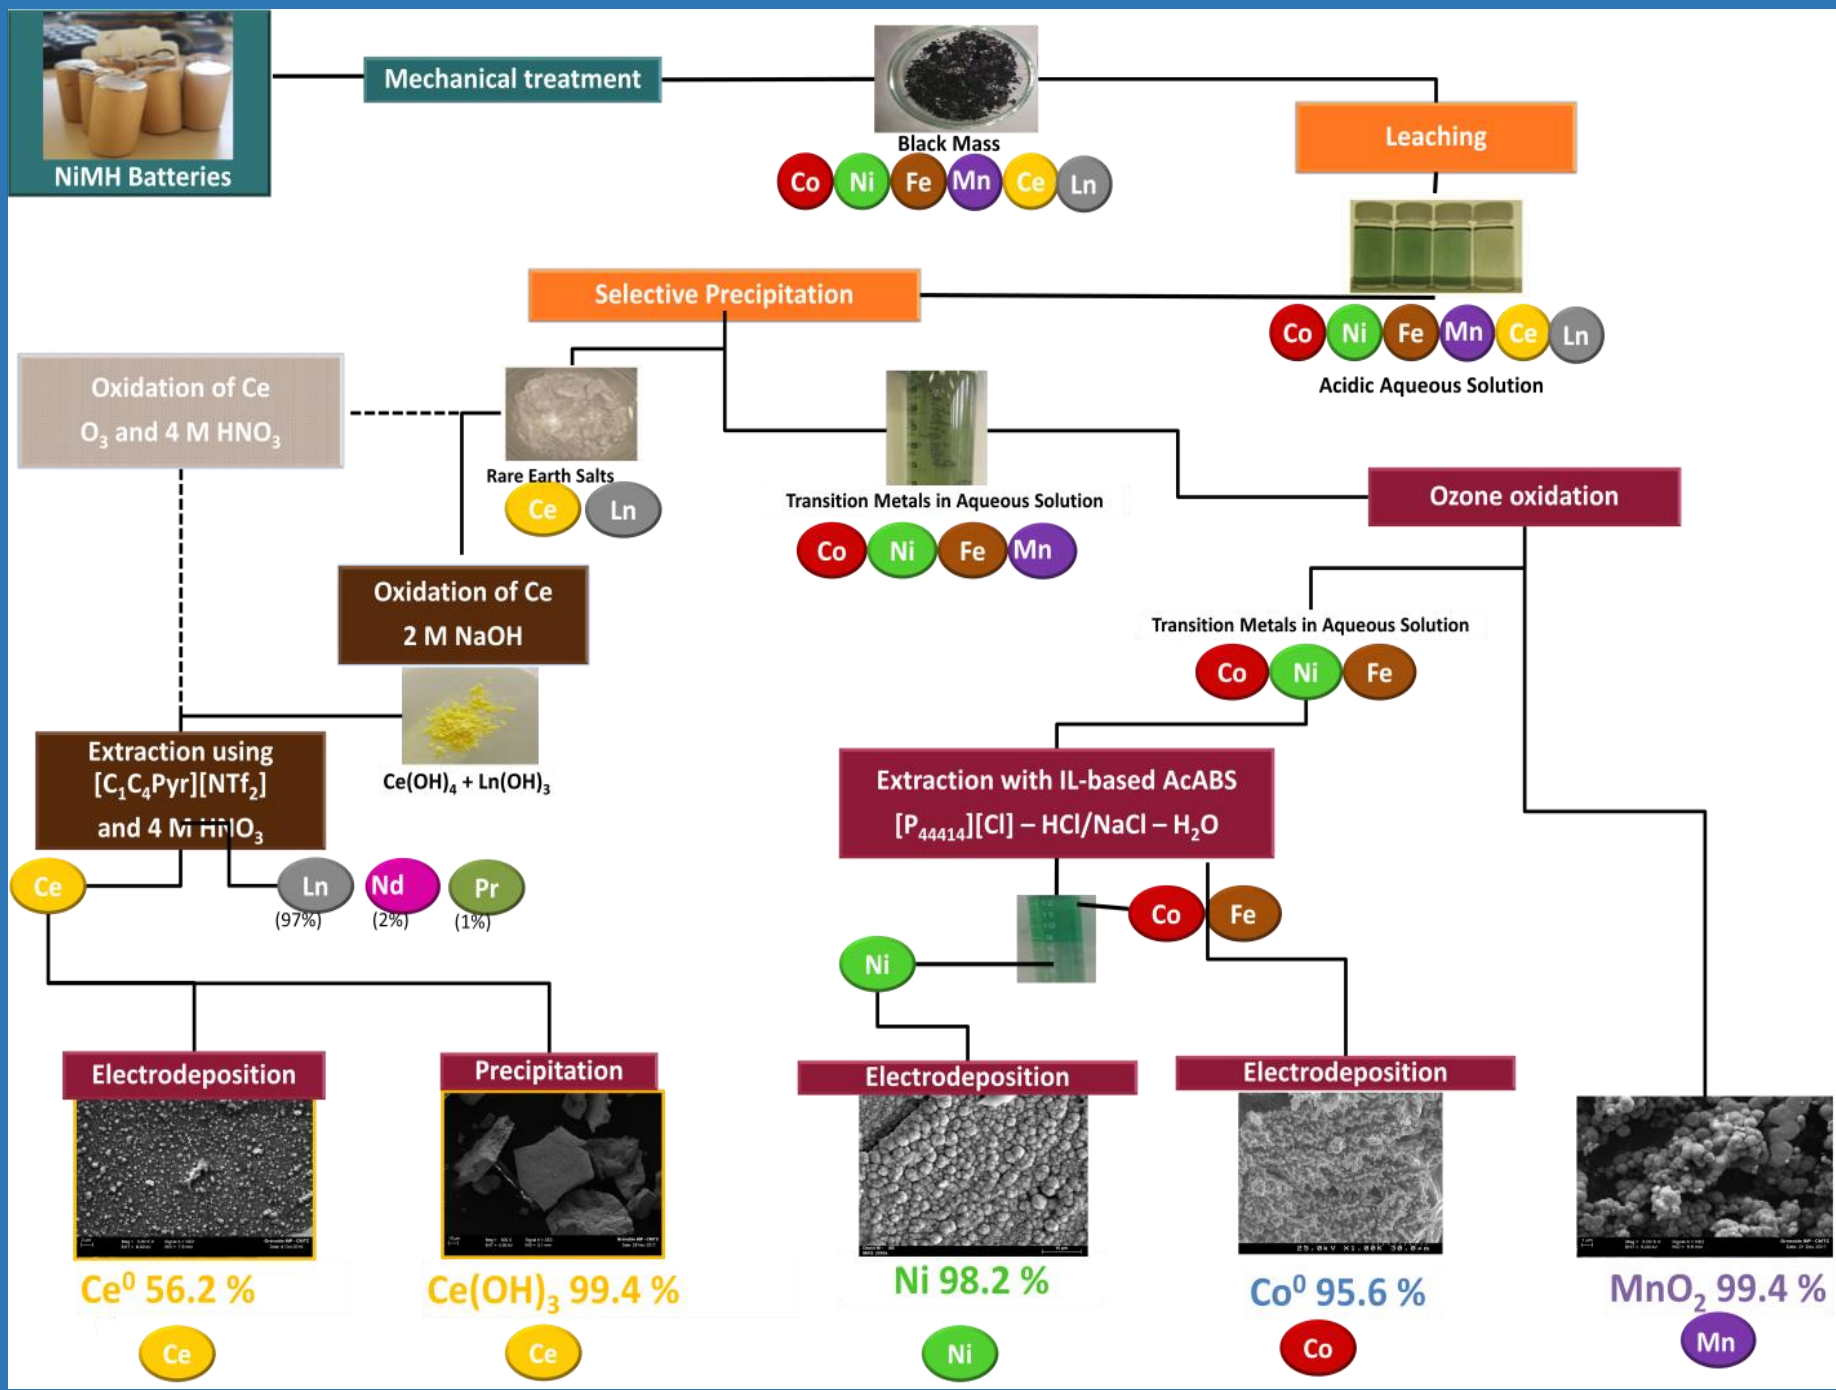 NiMH Batteries
Mechanical treatment
Black Mass
Co Ni Fe Mn Ce Ln
Leaching
Co Ni Fe Mn Ce Ln
Acidic Aqueous Solution
Selective Precipitation
Oxidation of Ce
O₃ and 4 M HNO₃
Rare Earth Salts
Ce Ln
Transition Metals in Aqueous Solution
Co Ni Fe Mn
Ozone oxidation
Oxidation of Ce
2 M NaOH
Ce(OH)₄ + Ln(OH)₃
Transition Metals in Aqueous Solution
Co Ni Fe
Extraction using
[C₁C₄Pyr][NTf₂]
and 4 M HNO₃
Ce
Ln Nd Pr
(97%) (2%) (1%)
Extraction with IL-based AcABS
[P₄₄₄₁₄][Cl] – HCl/NaCl – H₂O
Co Fe
Ni
Electrodeposition
Ce⁰ 56.2 %
Ce
Precipitation
Ce(OH)₃ 99.4 %
Ce
Electrodeposition
Ni 98.2 %
Ni
Electrodeposition
25.0kV X1.00K 30.0µm
Co⁰ 95.6 %
Co
MnO₂ 99.4 %
Mn